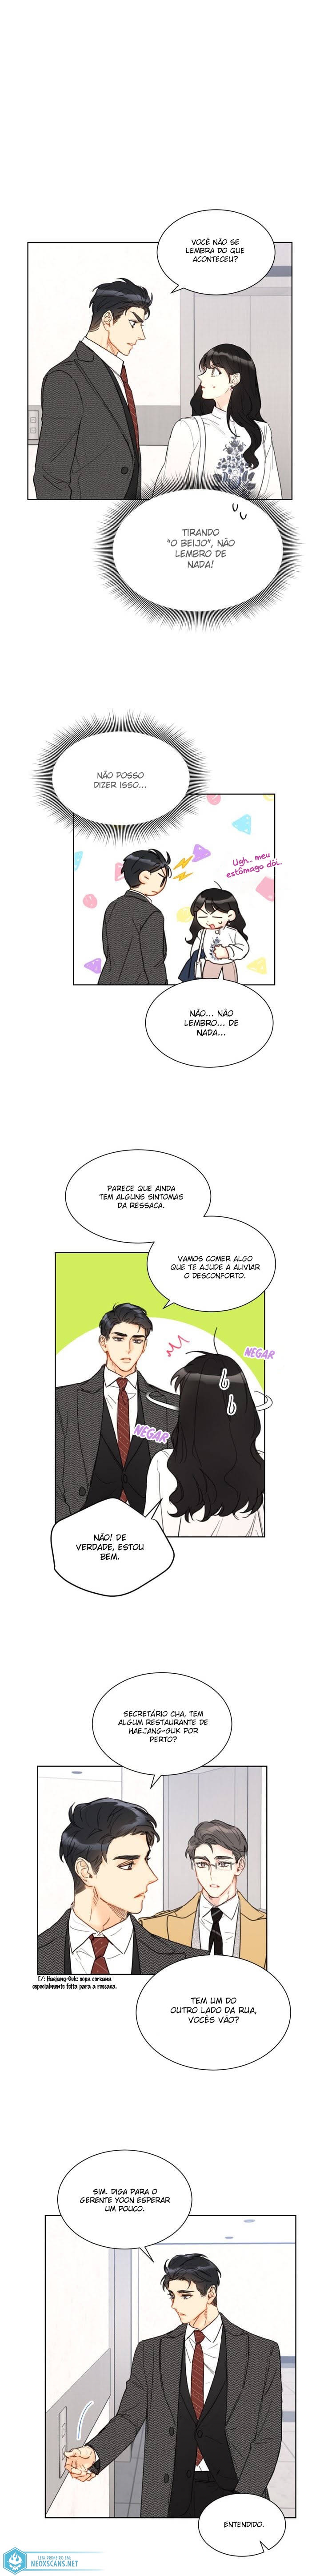 VOCÊ NÃO SE
LEMBRA DO QUE
ACONTECEU?
TIRANDO
"O BEIJO", NÃO
LEMBRO DE
NADA!
NÃO POSSO
DIZER ISSO...
Ugh... meu
estômago dói...
NÃO... NÃO
LEMBRO... DE
NADA...
PARECE QUE AINDA
TEM ALGUNS SINTOMAS
DA RESSACA.
VAMOS COMER ALGO
QUE TE AJUDE A ALIVIAR
O DESCONFORTO.
NEGAR
NEGAR
NÃO! DE
VERDADE, ESTOU
BEM.
SECRETÁRIO CHA, TEM
ALGUM RESTAURANTE DE
HAEJANG-GUK POR
PERTO?
T/: Haejang-Guk: sopa coreana
especialmente feita para a ressaca.
TEM UM DO
OUTRO LADO DA RUA,
VOCÊS VÃO?
SIM. DIGA PARA O
GERENTE YOON ESPERAR
UM POUCO.
ENTENDIDO.
LEIA PRIMEIRO EM:
NEOXSCANS.NET